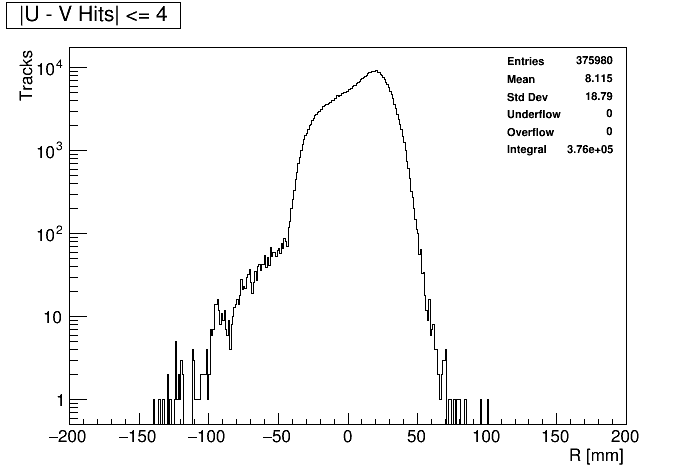 |U - V Hits| <= 4
Tracks
Entries 375980
Mean 8.115
Std Dev 18.79
Underflow 0
Overflow 0
Integral 3.76e+05
10⁴
10³
10²
10
1
−200 −150 −100 −50 0 50 100 150 200
R [mm]